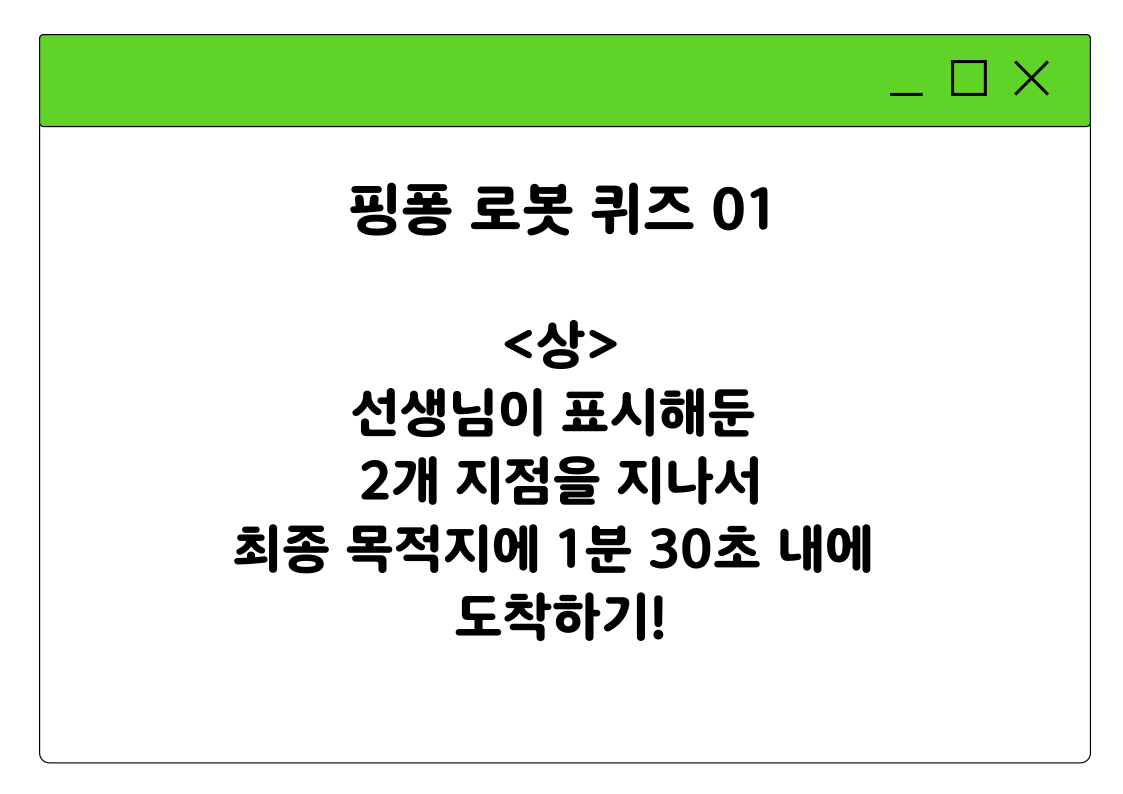 핑퐁 로봇 퀴즈 01
<상>
선생님이 표시해둔
2개 지점을 지나서
최종 목적지에 1분 30초 내에
도착하기!